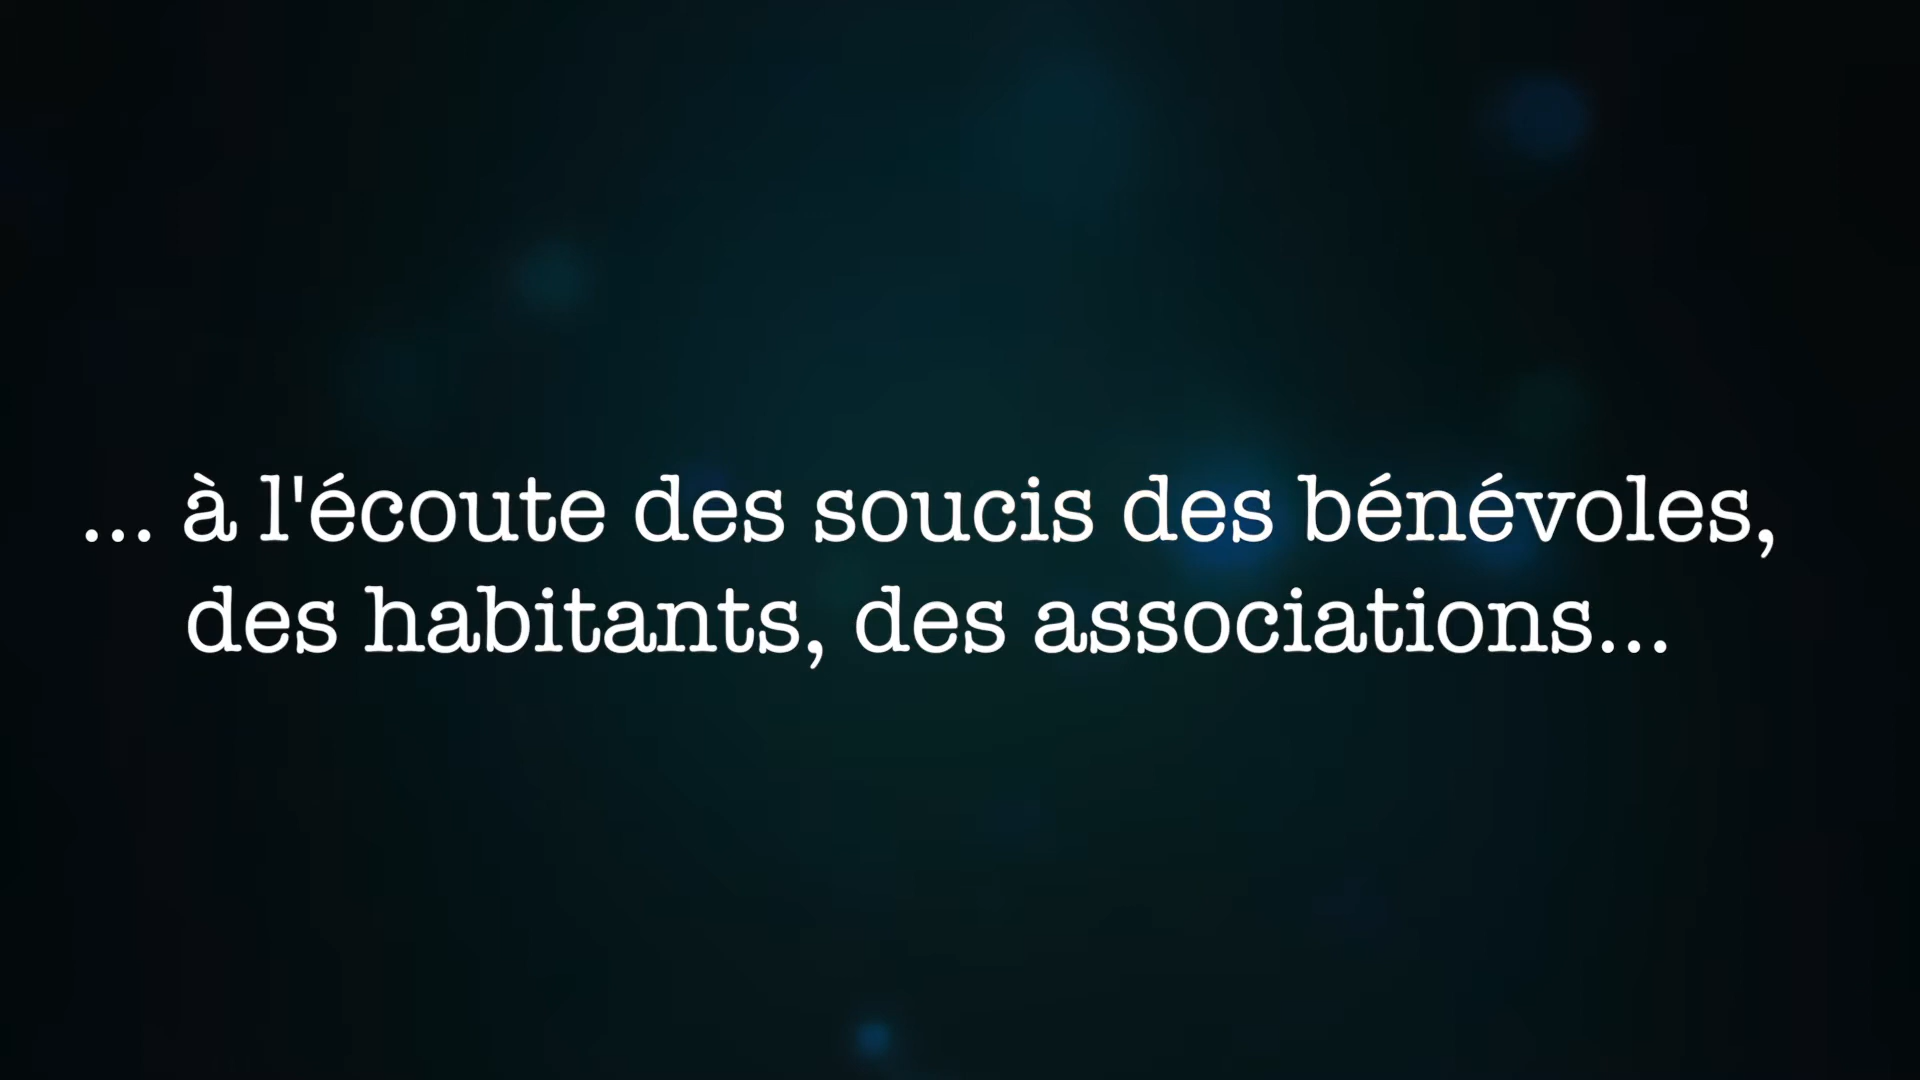 ... à l'écoute des soucis des bénévoles,
des habitants, des associations...